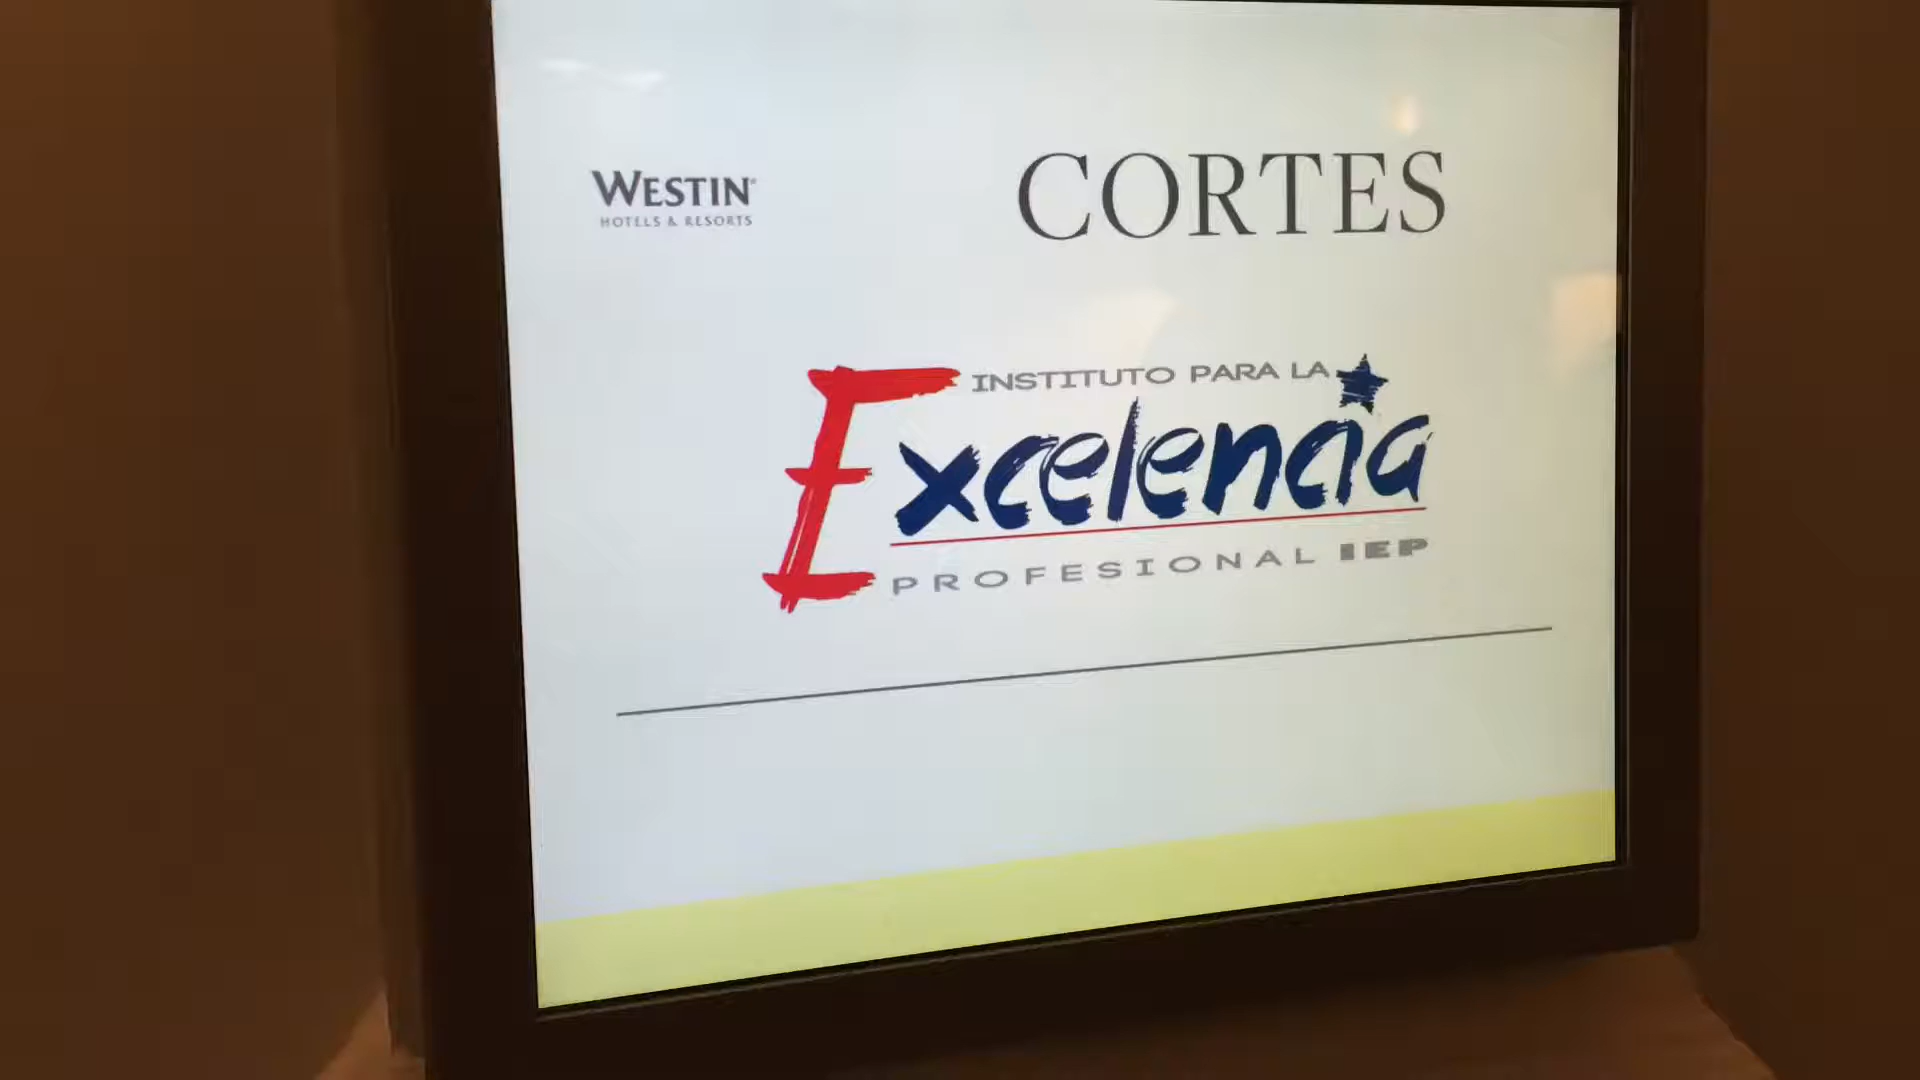 WESTIN
HOTELS & RESORTS
CORTES
INSTITUTO PARA LA
Excelencia
PROFESIONAL IEP